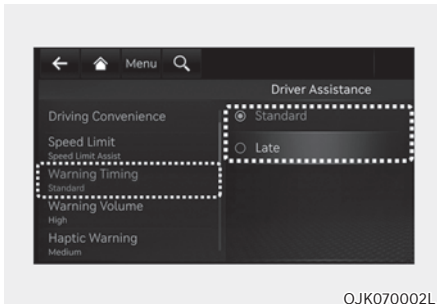 Menu
Driver Assistance
Driving Convenience
Speed Limit
Speed Limit Assist
Warning Timing
Standard
Warning Volume
High
Haptic Warning
Medium
Standard
Late
OJK070002L